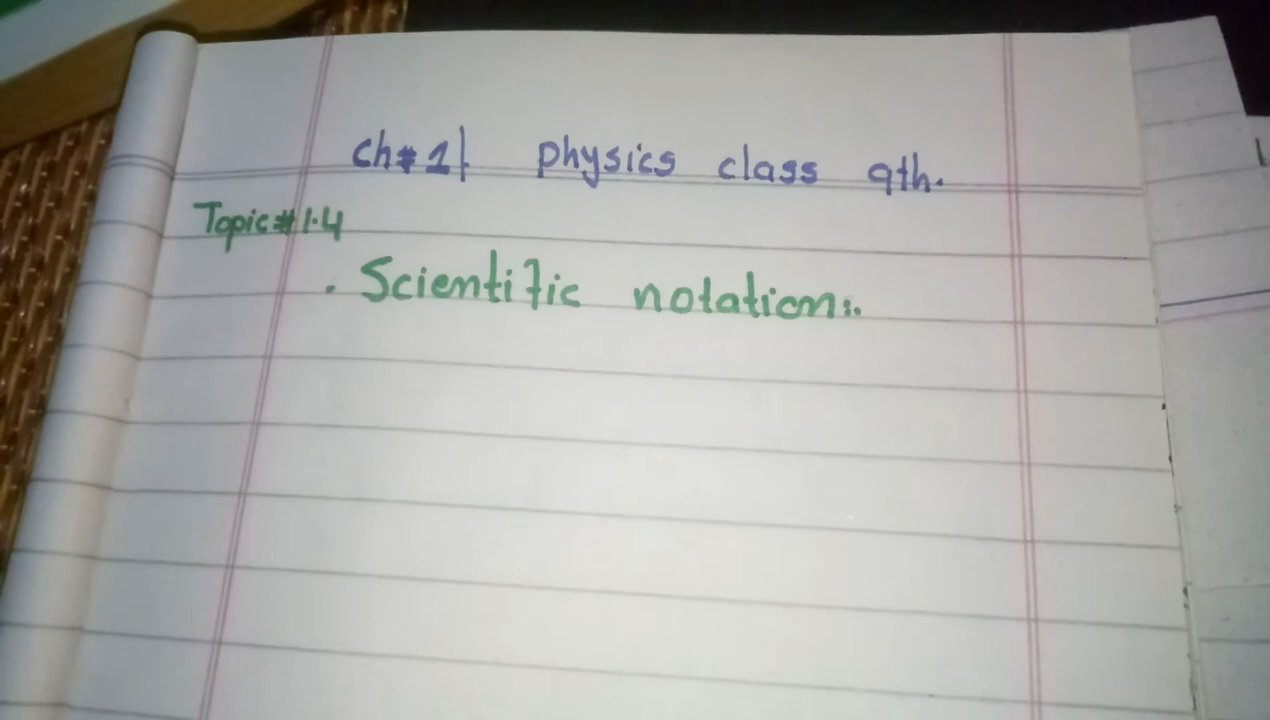 ch#1| physics class 9th.
Topic#1.4
. Scientific notation:.